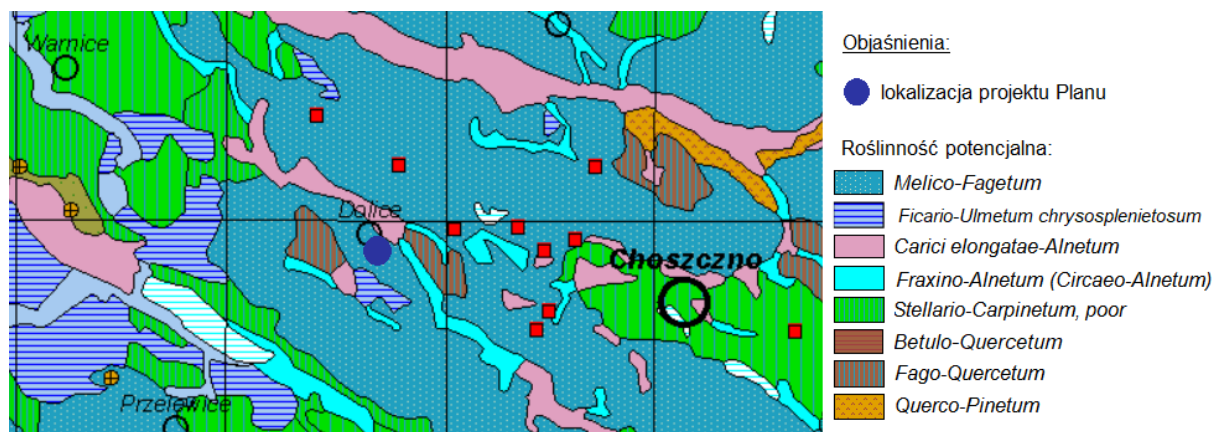 Warnice
Dolice
Choszczno
Przelewice
Objaśnienia:
lokalizacja projektu Planu
Roślinność potencjalna:
Melico-Fagetum
Ficario-Ulmetum chrysosplenietosum
Carici elongatae-Alnetum
Fraxino-Alnetum (Circaeo-Alnetum)
Stellario-Carpinetum, poor
Betulo-Quercetum
Fago-Quercetum
Querco-Pinetum